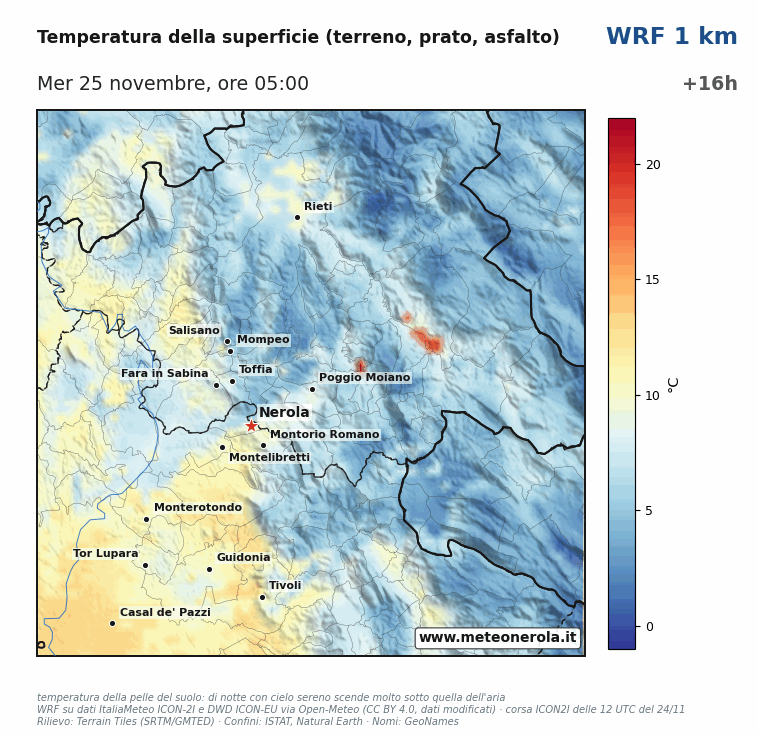 Temperatura della superficie (terreno, prato, asfalto)
WRF 1 km
Mer 25 novembre, ore 05:00
+16h
Rieti
Salisano
Mompeo
Fara in Sabina
Toffia
Poggio Moiano
Nerola
Montorio Romano
Montelibretti
Monterotondo
Tor Lupara
Guidonia
Tivoli
Casal de' Pazzi
www.meteonerola.it
20
15
10
5
0
°C
temperatura della pelle del suolo: di notte con cielo sereno scende molto sotto quella dell'aria
WRF su dati ItaliaMeteo ICON-2I e DWD ICON-EU via Open-Meteo (CC BY 4.0, dati modificati) · corsa ICON2I delle 12 UTC del 24/11
Rilievo: Terrain Tiles (SRTM/GMTED) · Confini: ISTAT, Natural Earth · Nomi: GeoNames